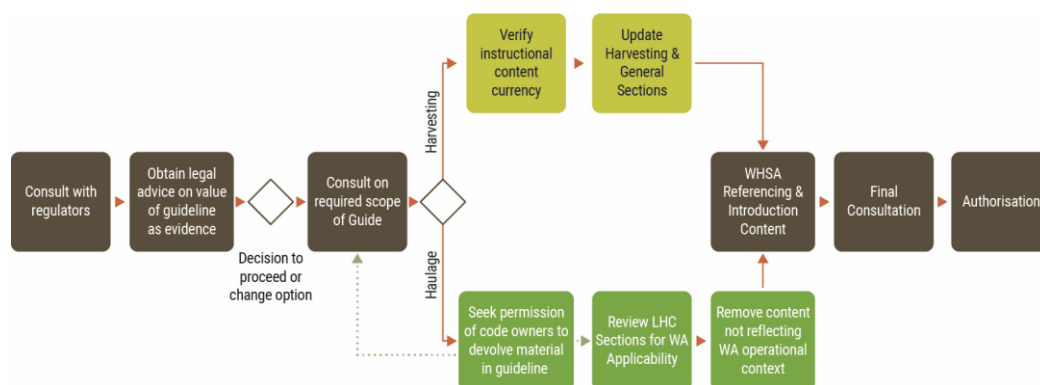 Verify
instructional
content
currency
Update
Harvesting &
General
Sections
Harvesting
Consult with
regulators
Obtain legal
advice on value
of guideline
as evidence
Decision to
proceed or
change option
Consult on
required scope
of Guide
WHSA
Referencing &
Introduction
Content
Final
Consultation
Authorisation
Haulage
Seek permission
of code owners to
devolve material
in guideline
Review LHC
Sections for WA
Applicability
Remove content
not reflecting
WA operational
context